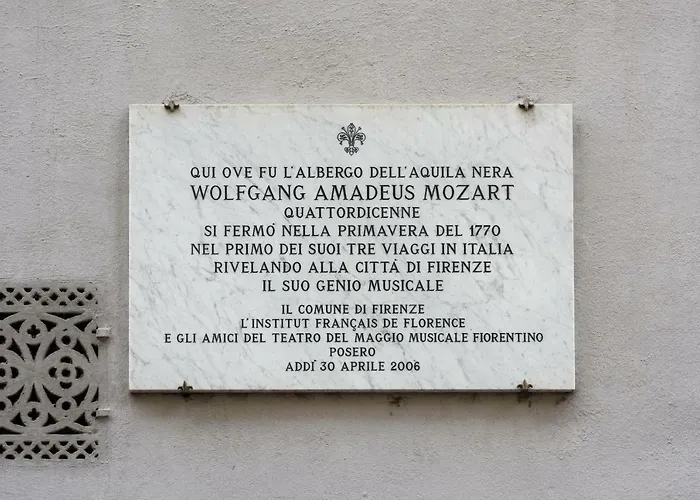 QUI OVE FU L'ALBERGO DELL'AQUILA NERA
WOLFGANG AMADEUS MOZART
QUATTORDICENNE
SI FERMÒ NELLA PRIMAVERA DEL 1770
NEL PRIMO DEI SUOI TRE VIAGGI IN ITALIA
RIVELANDO ALLA CITTÀ DI FIRENZE
IL SUO GENIO MUSICALE
IL COMUNE DI FIRENZE
L'INSTITUT FRANÇAIS DE FLORENCE
E GLI AMICI DEL TEATRO DEL MAGGIO MUSICALE FIORENTINO
POSERO
ADDÌ 30 APRILE 2006